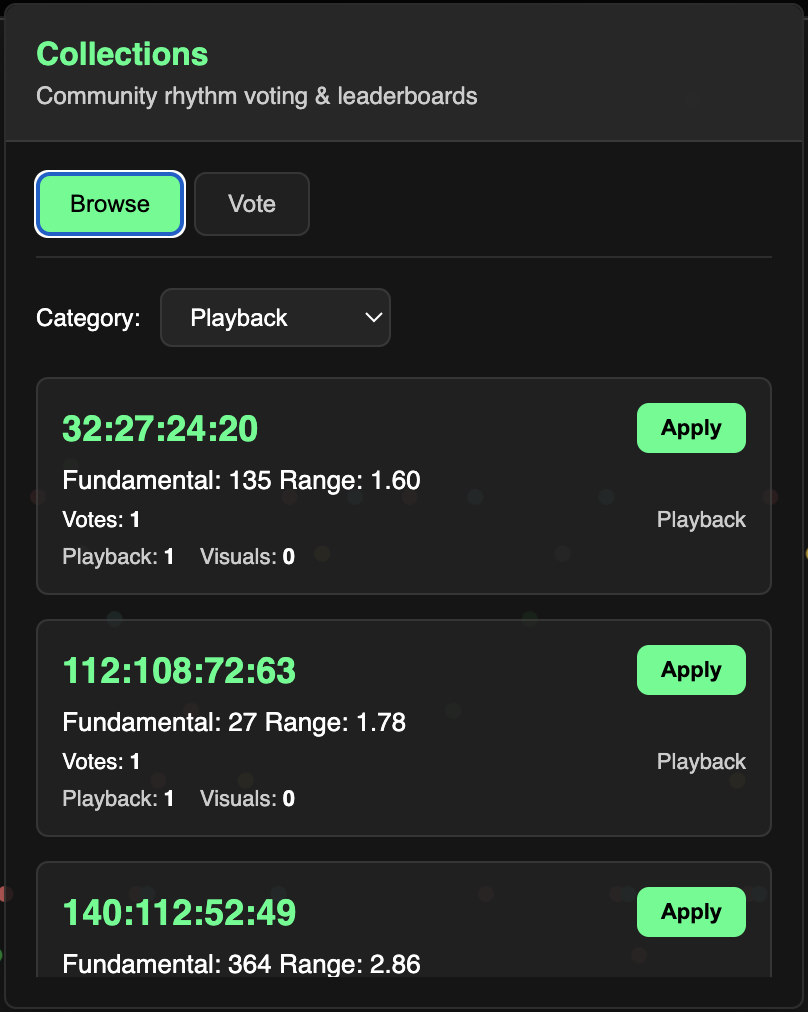 Collections
Community rhythm voting & leaderboards
Browse
Vote
Category:
Playback
32:27:24:20
Apply
Fundamental: 135 Range: 1.60
Votes: 1
Playback
Playback: 1 Visuals: 0
112:108:72:63
Apply
Fundamental: 27 Range: 1.78
Votes: 1
Playback
Playback: 1 Visuals: 0
140:112:52:49
Apply
Fundamental: 364 Range: 2.86